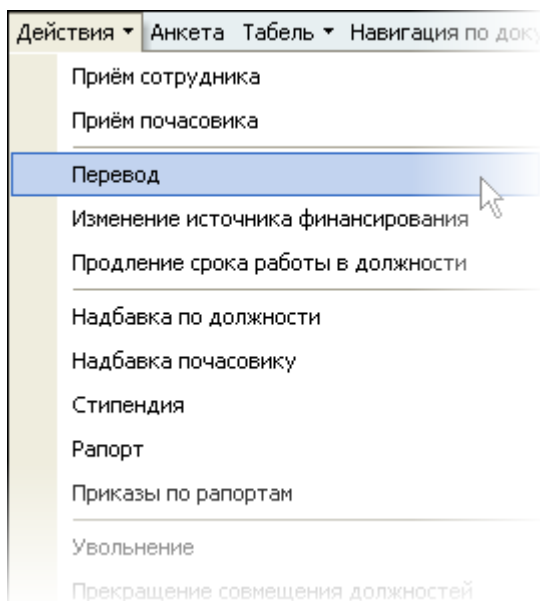 Действия Анкета Табель Навигация по доку
Приём сотрудника
Приём почасовика
Перевод
Изменение источника финансирования
Продление срока работы в должности
Надбавка по должности
Надбавка почасовику
Стипендия
Рапорт
Приказы по рапортам
Увольнение
Прекращение совмещения должностей